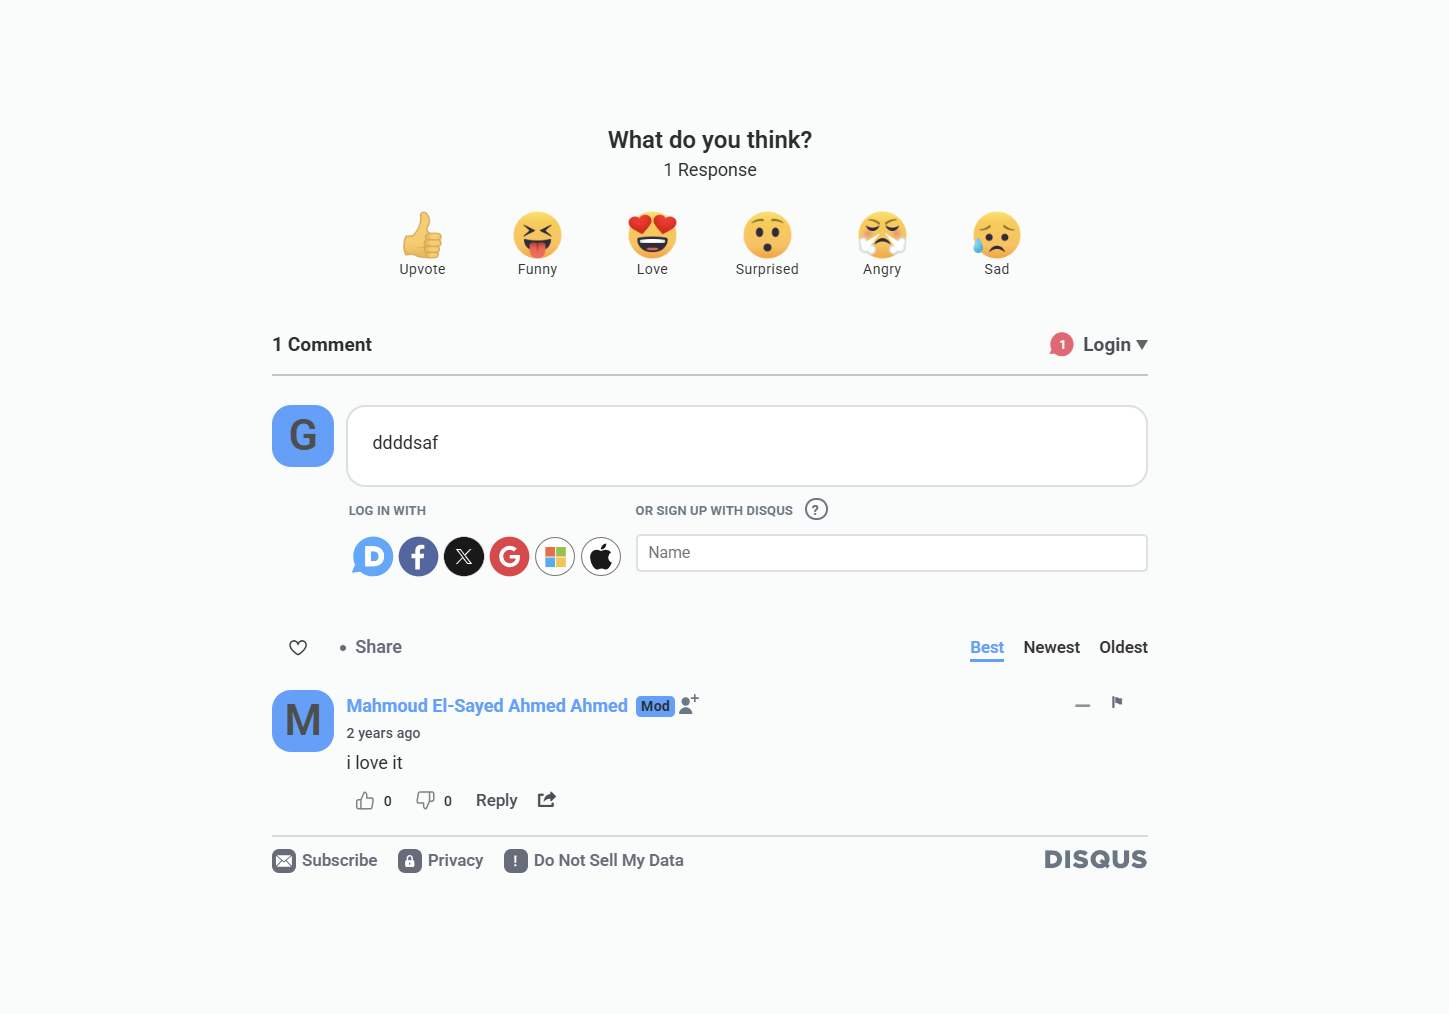 What do you think?
1 Response
Upvote Funny Love Surprised Angry Sad
1 Comment 1 Login
G ddddsaf
LOG IN WITH OR SIGN UP WITH DISQUS ?
Name
Share Best Newest Oldest
M Mahmoud El-Sayed Ahmed Ahmed Mod
2 years ago
i love it
0 0 Reply
Subscribe Privacy Do Not Sell My Data DISQUS